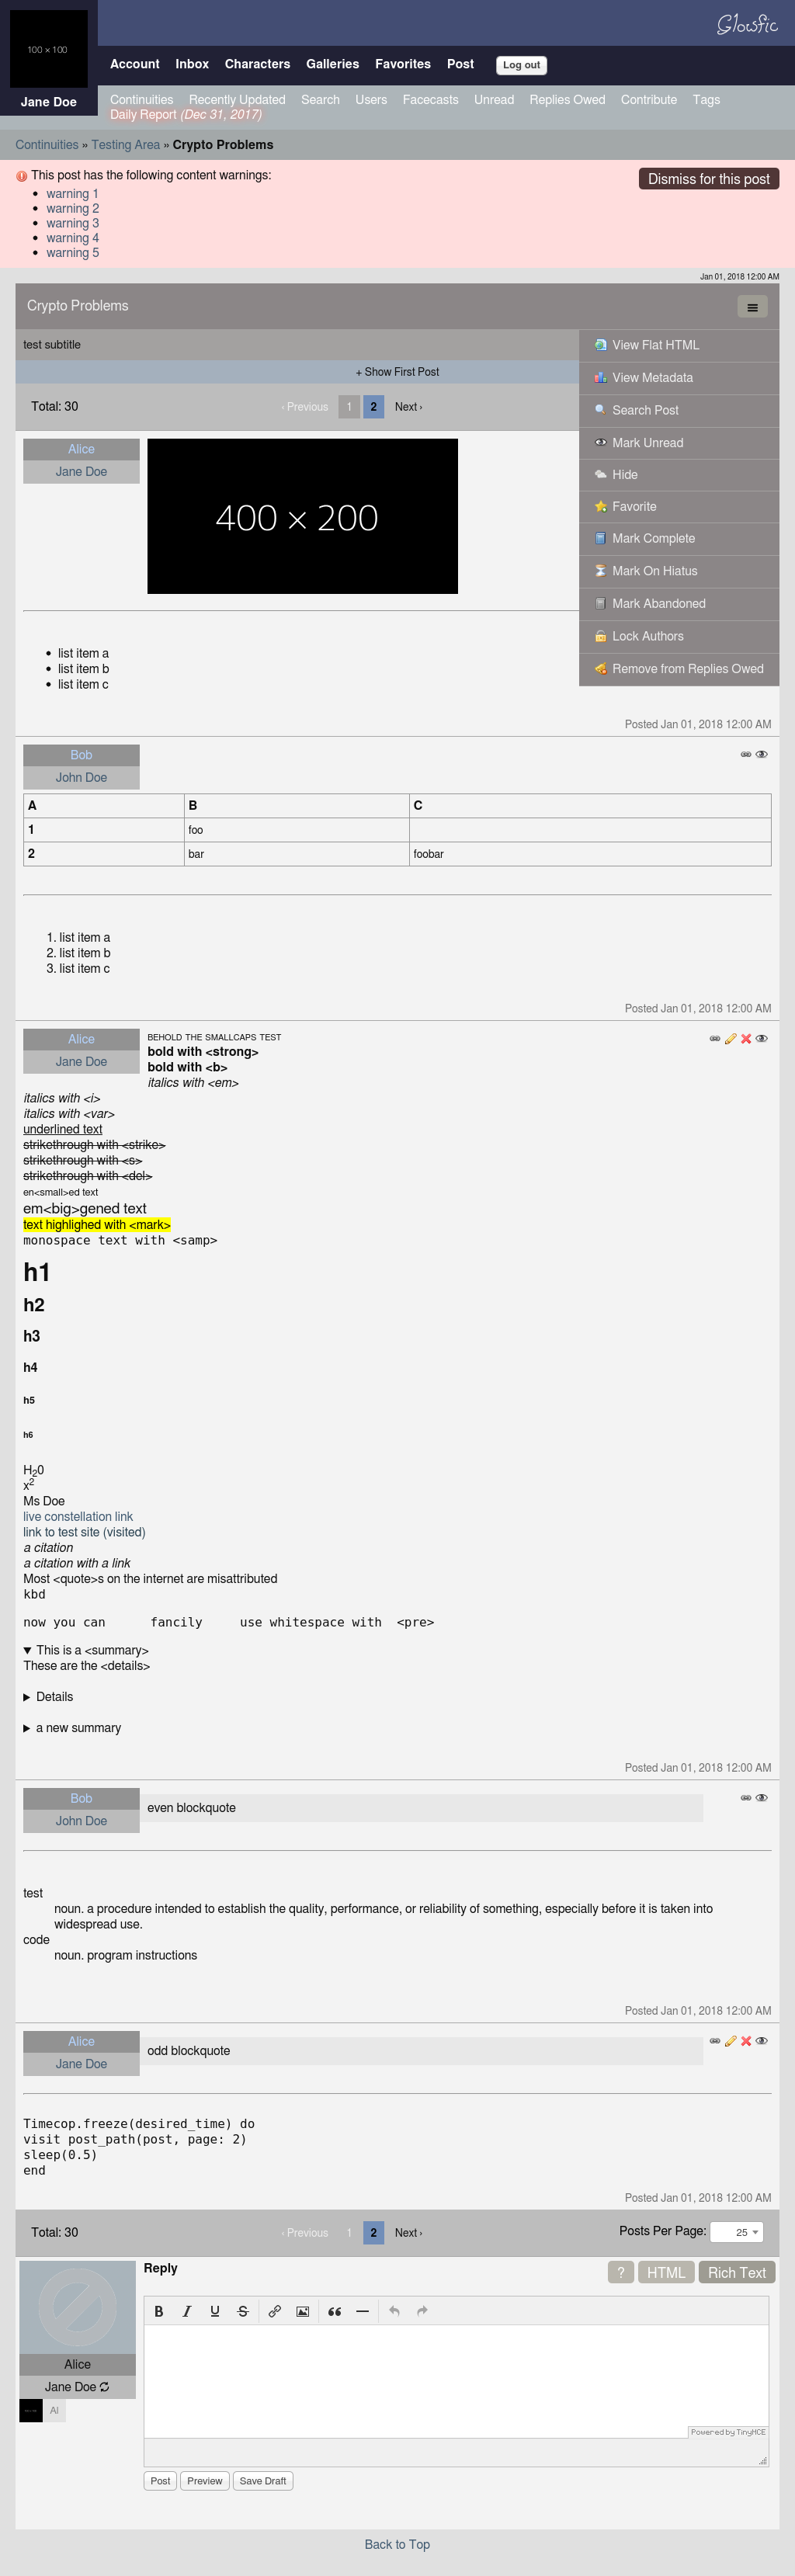 100 × 100
Glowfic
Account Inbox Characters Galleries Favorites Post Log out
Jane Doe
Continuities Recently Updated Search Users Facecasts Unread Replies Owed Contribute Tags
Daily Report (Dec 31, 2017)
Continuities » Testing Area » Crypto Problems
This post has the following content warnings:
Dismiss for this post
warning 1
warning 2
warning 3
warning 4
warning 5
Jan 01, 2018 12:00 AM
Crypto Problems
test subtitle
+ Show First Post
Total: 30 ‹ Previous 1 2 Next ›
View Flat HTML
View Metadata
Search Post
Mark Unread
Hide
Favorite
Mark Complete
Mark On Hiatus
Mark Abandoned
Lock Authors
Remove from Replies Owed
Alice
Jane Doe
400 × 200
• list item a
• list item b
• list item c
Posted Jan 01, 2018 12:00 AM
Bob
John Doe
A B C
1 foo
2 bar foobar
1. list item a
2. list item b
3. list item c
Posted Jan 01, 2018 12:00 AM
Alice
Jane Doe
BEHOLD THE SMALLCAPS TEST
bold with <strong>
bold with <b>
italics with <em>
italics with <i>
italics with <var>
underlined text
strikethrough with <strike>
strikethrough with <s>
strikethrough with <del>
en<small>ed text
em<big>gened text
text highlighed with <mark>
monospace text with <samp>
h1
h2
h3
h4
h5
h6
H20
x2
Ms Doe
live constellation link
link to test site (visited)
a citation
a citation with a link
Most <quote>s on the internet are misattributed
kbd
now you can      fancily     use whitespace with  <pre>
▼ This is a <summary>
These are the <details>
▶ Details
▶ a new summary
Posted Jan 01, 2018 12:00 AM
Bob
John Doe
even blockquote
test
noun. a procedure intended to establish the quality, performance, or reliability of something, especially before it is taken into
widespread use.
code
noun. program instructions
Posted Jan 01, 2018 12:00 AM
Alice
Jane Doe
odd blockquote
Timecop.freeze(desired_time) do
visit post_path(post, page: 2)
sleep(0.5)
end
Posted Jan 01, 2018 12:00 AM
Total: 30 ‹ Previous 1 2 Next › Posts Per Page: 25
Reply ? HTML Rich Text
B I U S
Alice
Jane Doe
Al
Powered by TinyMCE
Post Preview Save Draft
Back to Top